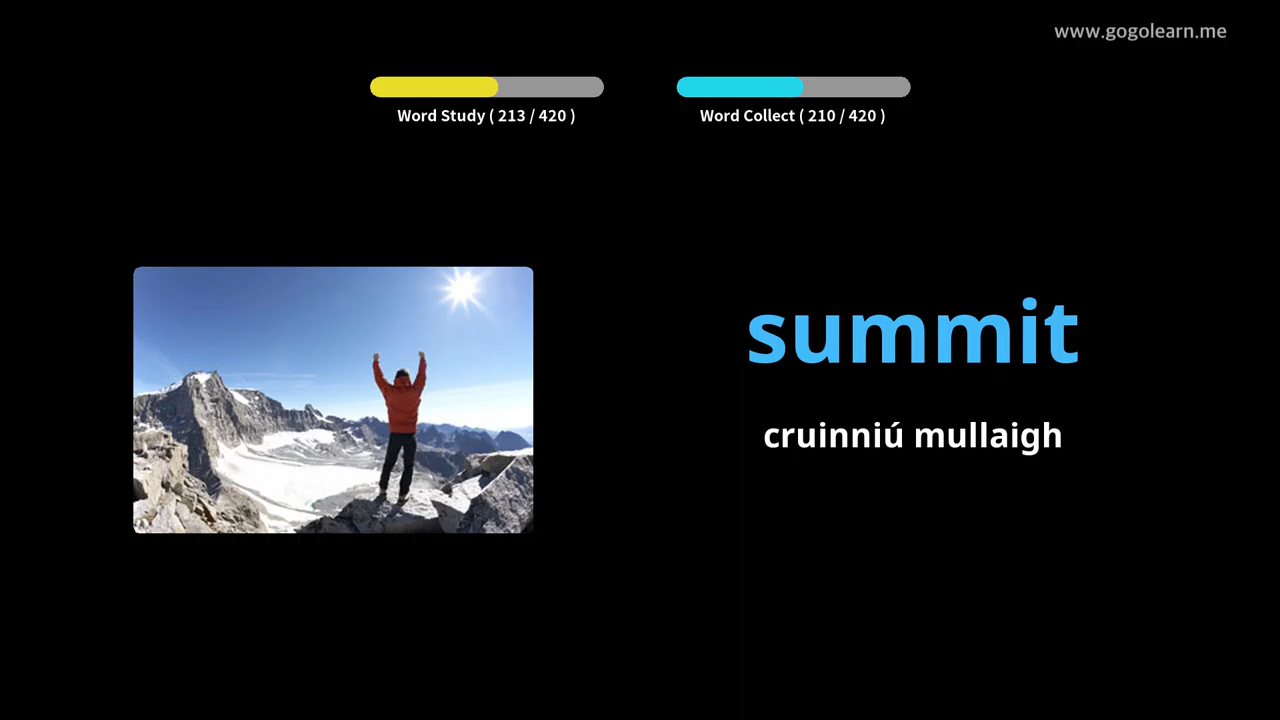 www.gogolearn.me
Word Study ( 213 / 420 )
Word Collect ( 210 / 420 )
summit
cruinniú mullaigh